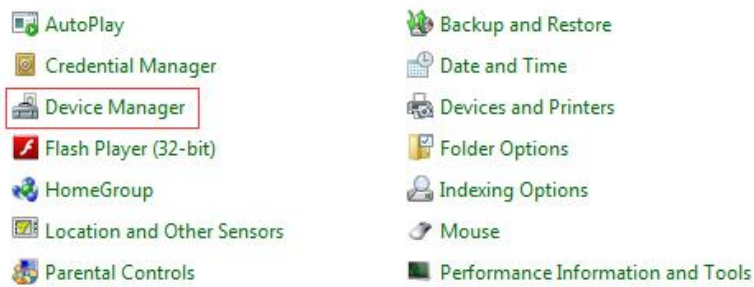 AutoPlay
Backup and Restore
Credential Manager
Date and Time
Device Manager
Devices and Printers
Flash Player (32-bit)
Folder Options
HomeGroup
Indexing Options
Location and Other Sensors
Mouse
Parental Controls
Performance Information and Tools